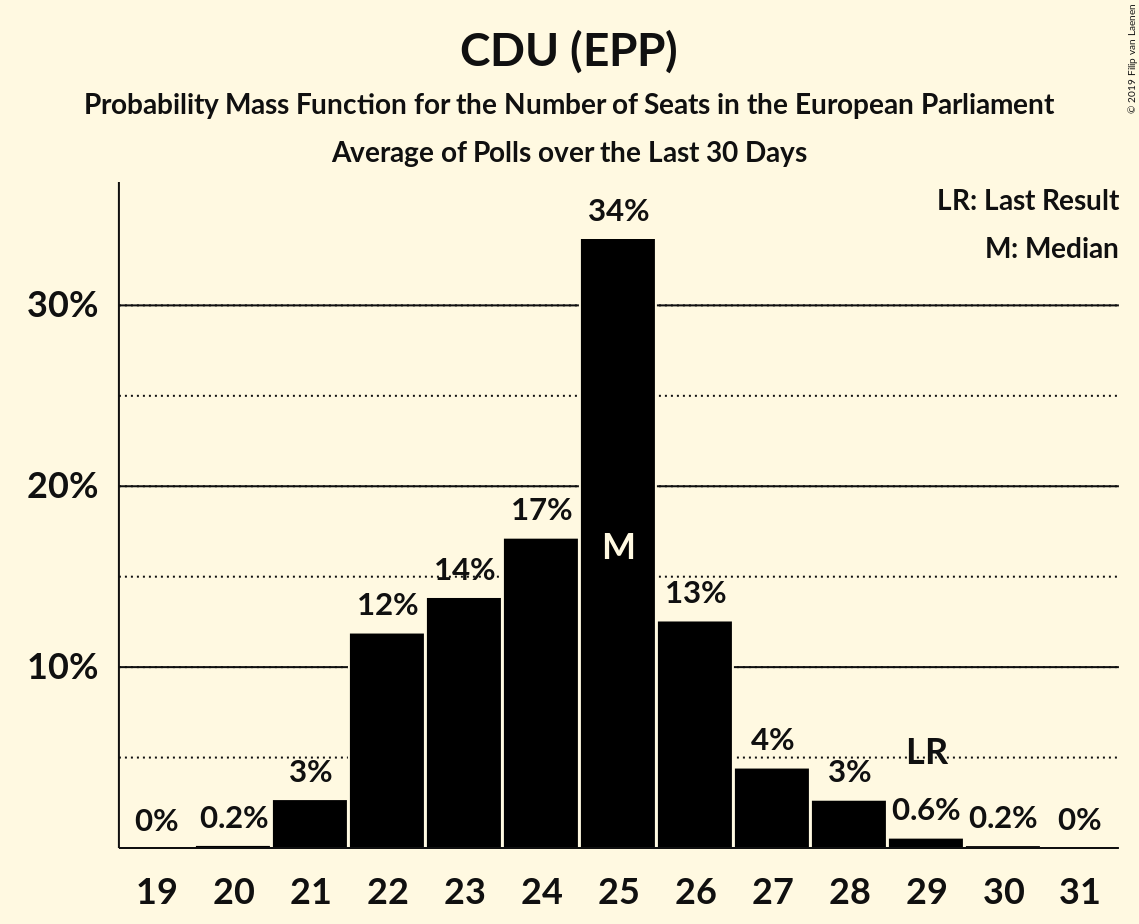 CDU (EPP)
Probability Mass Function for the Number of Seats in the European Parliament
Average of Polls over the Last 30 Days
© 2019 Filip van Laenen
LR: Last Result
M: Median
34%
30%
20%
17%
M
14%
12%
13%
10%
4%
LR
3%
3%
0%
0.2%
0.6%
0.2%
0%
19 20 21 22 23 24 25 26 27 28 29 30 31